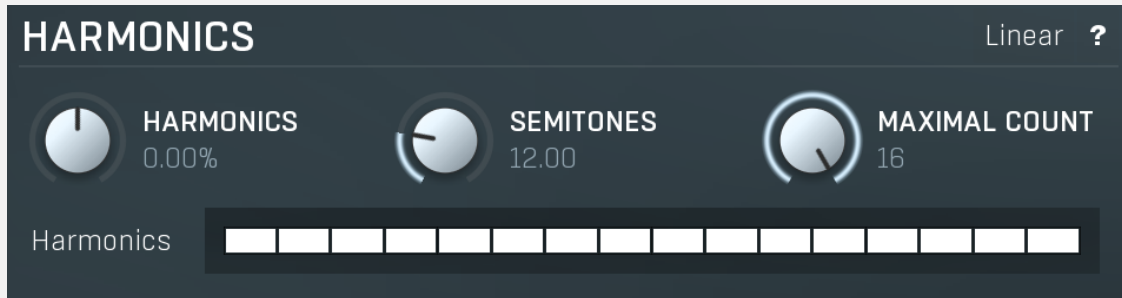 HARMONICS Linear ?
HARMONICS SEMITONES MAXIMAL COUNT
0.00% 12.00 16
Harmonics